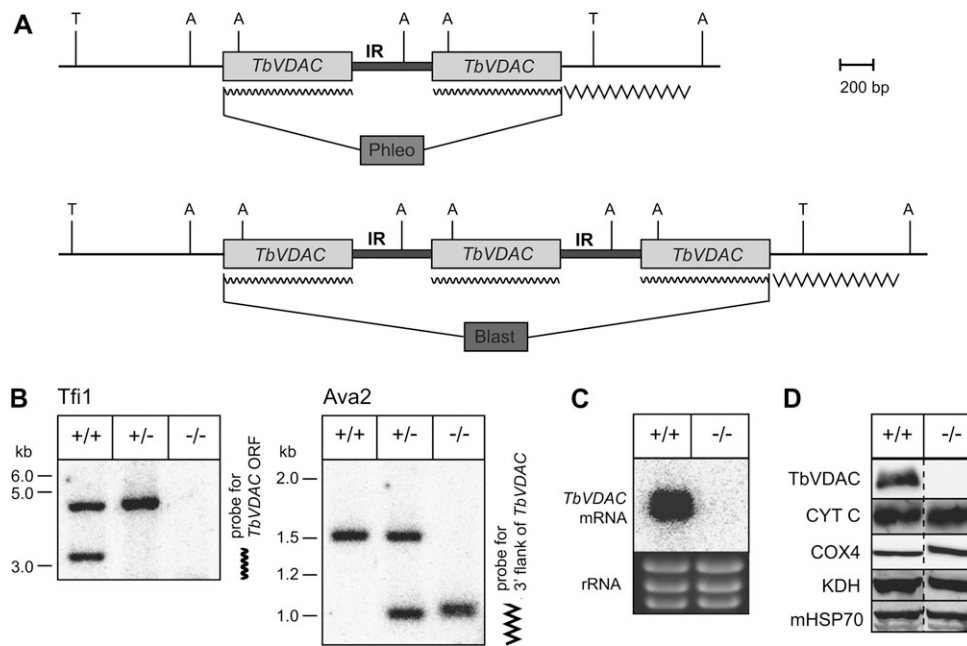 A
T A A IR A A T A
TbVDAC TbVDAC
200 bp
Phleo
T A A IR A A IR A A T A
TbVDAC TbVDAC TbVDAC
Blast
B
Tfi1
kb +/+ +/- -/-
6.0
5.0
3.0
probe for
TbVDAC ORF
Ava2
kb +/+ +/- -/-
2.0
1.5
1.2
1.0
probe for
3' flank of TbVDAC
C
+/+ -/-
TbVDAC
mRNA
rRNA
D
+/+ -/-
TbVDAC
CYT C
COX4
KDH
mHSP70